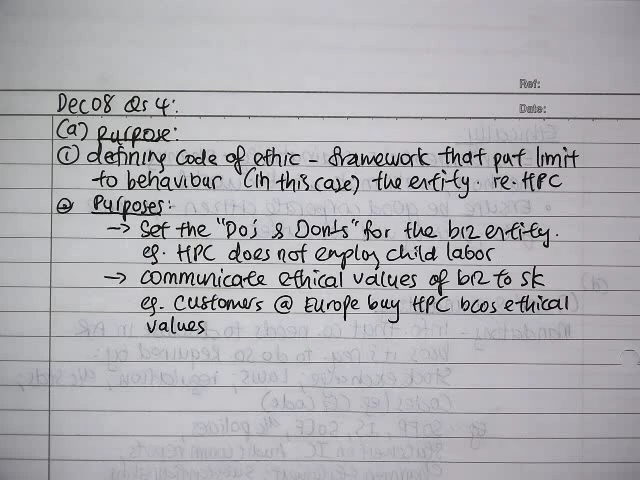 Ref:
Dec 08 Qs 4:
Date:
(a) purpose:
① defining code of ethic - framework that put limit
to behaviour (in this case) the entity. re. HPC
② Purposes:
→ Set the "Do's & Donts" for the biz entity.
eg. HPC does not employ child labor
→ communicate ethical values of biz to sk
eg. Customers @ Europe buy HPC bcos ethical
values